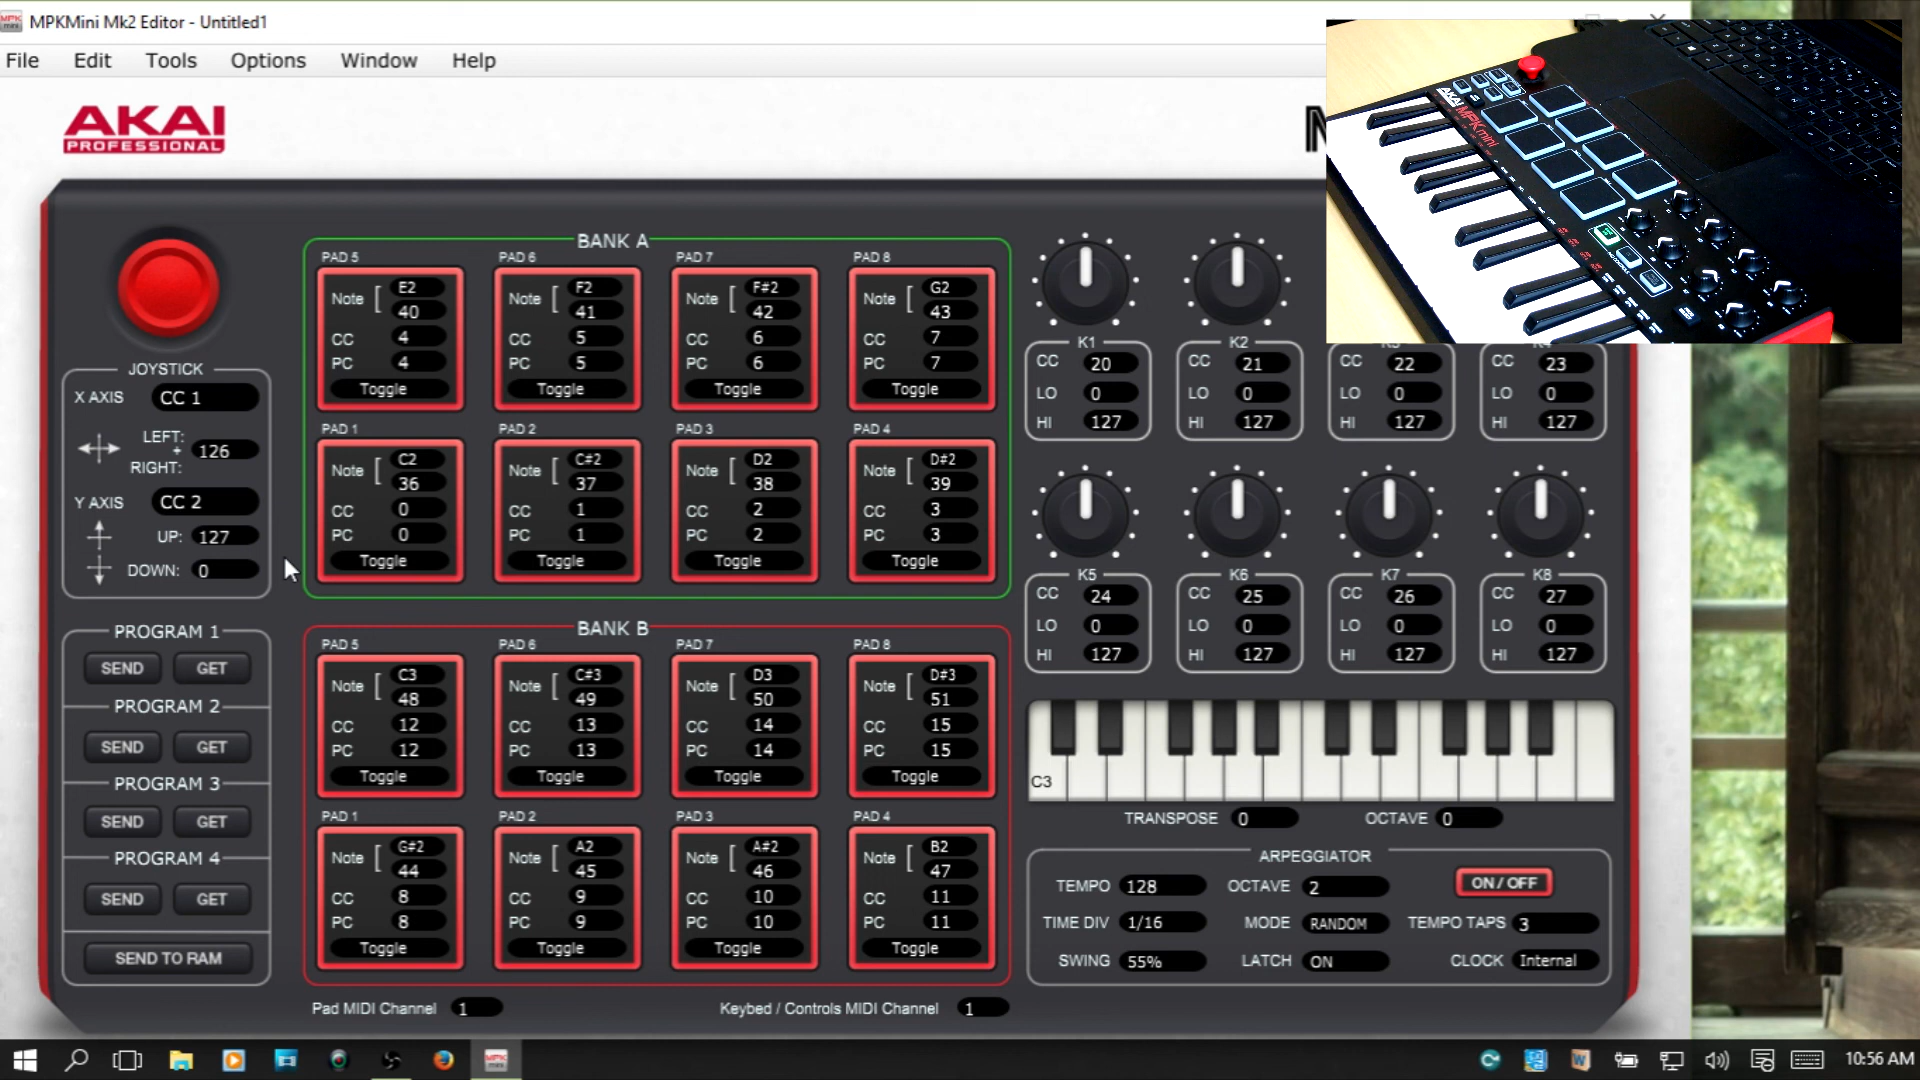 MPKMini Mk2 Editor - Untitled1
File Edit Tools Options Window Help
AKAI
PROFESSIONAL
AKAI MPKmini
BANK A
PAD 5 PAD 6 PAD 7 PAD 8
Note E2 Note F2 Note F#2 Note G2
40 41 42 43
CC 4 CC 5 CC 6 CC 7
PC 4 PC 5 PC 6 PC 7
Toggle Toggle Toggle Toggle
PAD 1 PAD 2 PAD 3 PAD 4
Note C2 Note C#2 Note D2 Note D#2
36 37 38 39
CC 0 CC 1 CC 2 CC 3
PC 0 PC 1 PC 2 PC 3
Toggle Toggle Toggle Toggle
JOYSTICK
X AXIS CC 1
LEFT:
+ 126
RIGHT:
Y AXIS CC 2
UP: 127
DOWN: 0
K1 K2
CC 20 CC 21 CC 22 CC 23
LO 0 LO 0 LO 0 LO 0
HI 127 HI 127 HI 127 HI 127
K5 K6 K7 K8
CC 24 CC 25 CC 26 CC 27
LO 0 LO 0 LO 0 LO 0
HI 127 HI 127 HI 127 HI 127
PROGRAM 1
SEND GET
PROGRAM 2
SEND GET
PROGRAM 3
SEND GET
PROGRAM 4
SEND GET
SEND TO RAM
BANK B
PAD 5 PAD 6 PAD 7 PAD 8
Note C3 Note C#3 Note D3 Note D#3
48 49 50 51
CC 12 CC 13 CC 14 CC 15
PC 12 PC 13 PC 14 PC 15
Toggle Toggle Toggle Toggle
PAD 1 PAD 2 PAD 3 PAD 4
Note G#2 Note A2 Note A#2 Note B2
44 45 46 47
CC 8 CC 9 CC 10 CC 11
PC 8 PC 9 PC 10 PC 11
Toggle Toggle Toggle Toggle
C3
TRANSPOSE 0 OCTAVE 0
ARPEGGIATOR
TEMPO 128 OCTAVE 2 ON / OFF
TIME DIV 1/16 MODE RANDOM TEMPO TAPS 3
SWING 55% LATCH ON CLOCK Internal
Pad MIDI Channel 1 Keybed / Controls MIDI Channel 1
10:56 AM